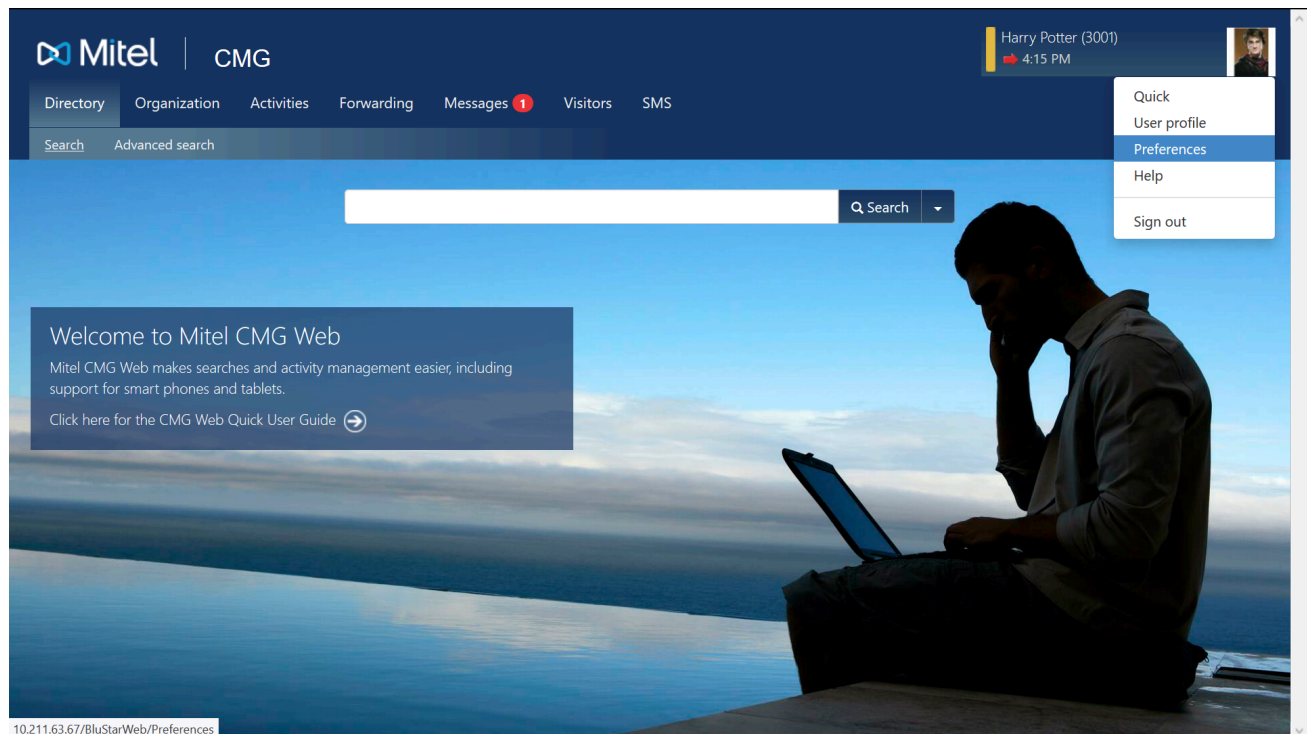 Mitel CMG
Harry Potter (3001)
4:15 PM
Directory Organization Activities Forwarding Messages 1 Visitors SMS
Search Advanced search
Quick
User profile
Preferences
Help
Sign out
Search
Welcome to Mitel CMG Web
Mitel CMG Web makes searches and activity management easier, including
support for smart phones and tablets.
Click here for the CMG Web Quick User Guide
10.211.63.67/BluStarWeb/Preferences